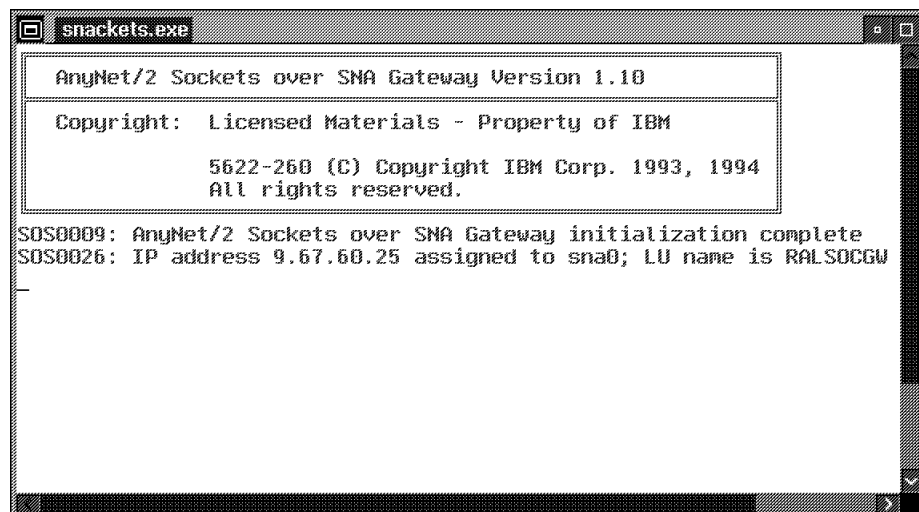 snackets.exe
AnyNet/2 Sockets over SNA Gateway Version 1.10
Copyright: Licensed Materials - Property of IBM
5622-260 (C) Copyright IBM Corp. 1993, 1994
All rights reserved.
SOS0009: AnyNet/2 Sockets over SNA Gateway initialization complete
SOS0026: IP address 9.67.60.25 assigned to sna0; LU name is RALSOCGW
_